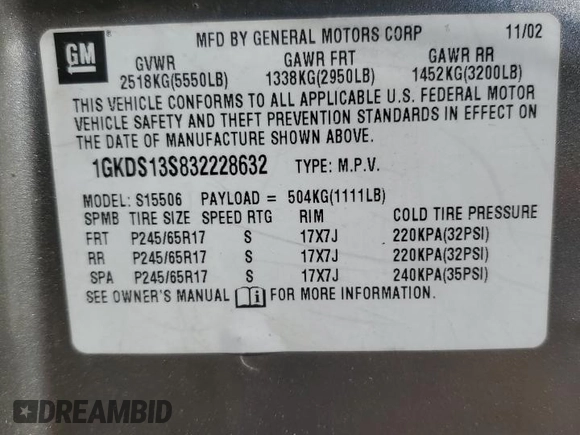 GM
MFD BY GENERAL MOTORS CORP 11/02
GVWR GAWR FRT GAWR RR
2518KG(5550LB) 1338KG(2950LB) 1452KG(3200LB)
THIS VEHICLE CONFORMS TO ALL APPLICABLE U.S. FEDERAL MOTOR
VEHICLE SAFETY AND THEFT PREVENTION STANDARDS IN EFFECT ON
THE DATE OF MANUFACTURE SHOWN ABOVE.
1GKDS13S832228632 TYPE: M.P.V.
MODEL: S15506 PAYLOAD = 504KG(1111LB)
SPMB TIRE SIZE SPEED RTG RIM COLD TIRE PRESSURE
FRT P245/65R17 S 17X7J 220KPA(32PSI)
RR P245/65R17 S 17X7J 220KPA(32PSI)
SPA P245/65R17 S 17X7J 240KPA(35PSI)
SEE OWNER'S MANUAL FOR MORE INFORMATION.
DREAMBID